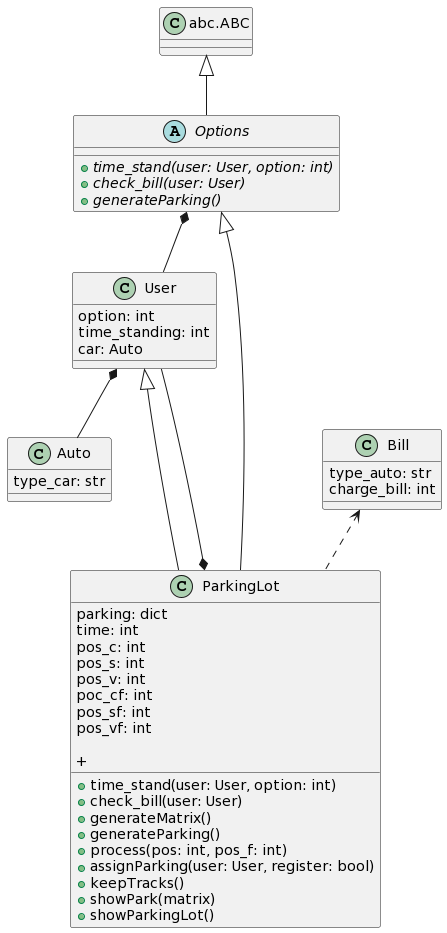 C abc.ABC
A Options
+ time_stand(user: User, option: int)
+ check_bill(user: User)
+ generateParking()
C User
option: int
time_standing: int
car: Auto
C Auto
type_car: str
C Bill
type_auto: str
charge_bill: int
C ParkingLot
parking: dict
time: int
pos_c: int
pos_s: int
pos_v: int
poc_cf: int
pos_sf: int
pos_vf: int
+
time_stand(user: User, option: int)
check_bill(user: User)
generateMatrix()
generateParking()
process(pos: int, pos_f: int)
assignParking(user: User, register: bool)
keepTracks()
showPark(matrix)
showParkingLot()